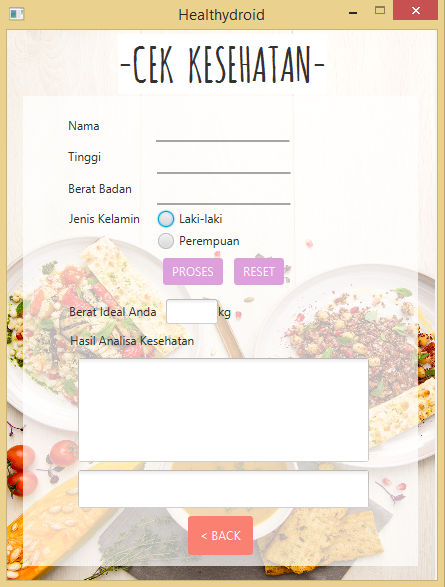 Healthydroid
-CEK KESEHATAN-
Nama
Tinggi
Berat Badan
Jenis Kelamin
Laki-laki
Perempuan
PROSES RESET
Berat Ideal Anda kg
Hasil Analisa Kesehatan
< BACK